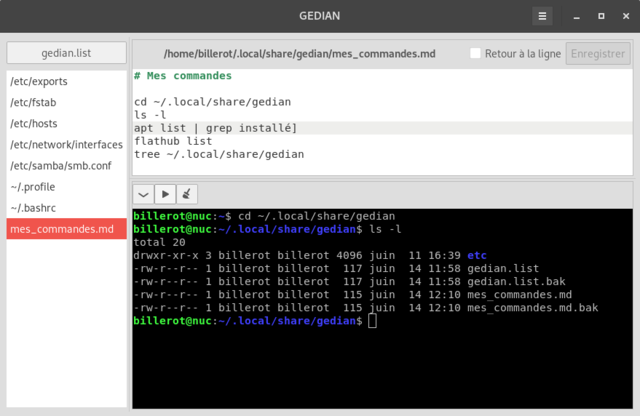 GEDIAN
gedian.list
/home/billerot/.local/share/gedian/mes_commandes.md
Retour à la ligne
Enregistrer
/etc/exports
/etc/fstab
/etc/hosts
/etc/network/interfaces
/etc/samba/smb.conf
~/.profile
~/.bashrc
mes_commandes.md
# Mes commandes
cd ~/.local/share/gedian
ls -l
apt list | grep installé]
flathub list
tree ~/.local/share/gedian
billerot@nuc:~$ cd ~/.local/share/gedian
billerot@nuc:~/.local/share/gedian$ ls -l
total 20
drwxr-xr-x 3 billerot billerot 4096 juin  11 16:39 etc
-rw-r--r-- 1 billerot billerot  117 juin  14 11:58 gedian.list
-rw-r--r-- 1 billerot billerot  117 juin  14 11:58 gedian.list.bak
-rw-r--r-- 1 billerot billerot  115 juin  14 12:10 mes_commandes.md
-rw-r--r-- 1 billerot billerot  115 juin  14 12:10 mes_commandes.md.bak
billerot@nuc:~/.local/share/gedian$